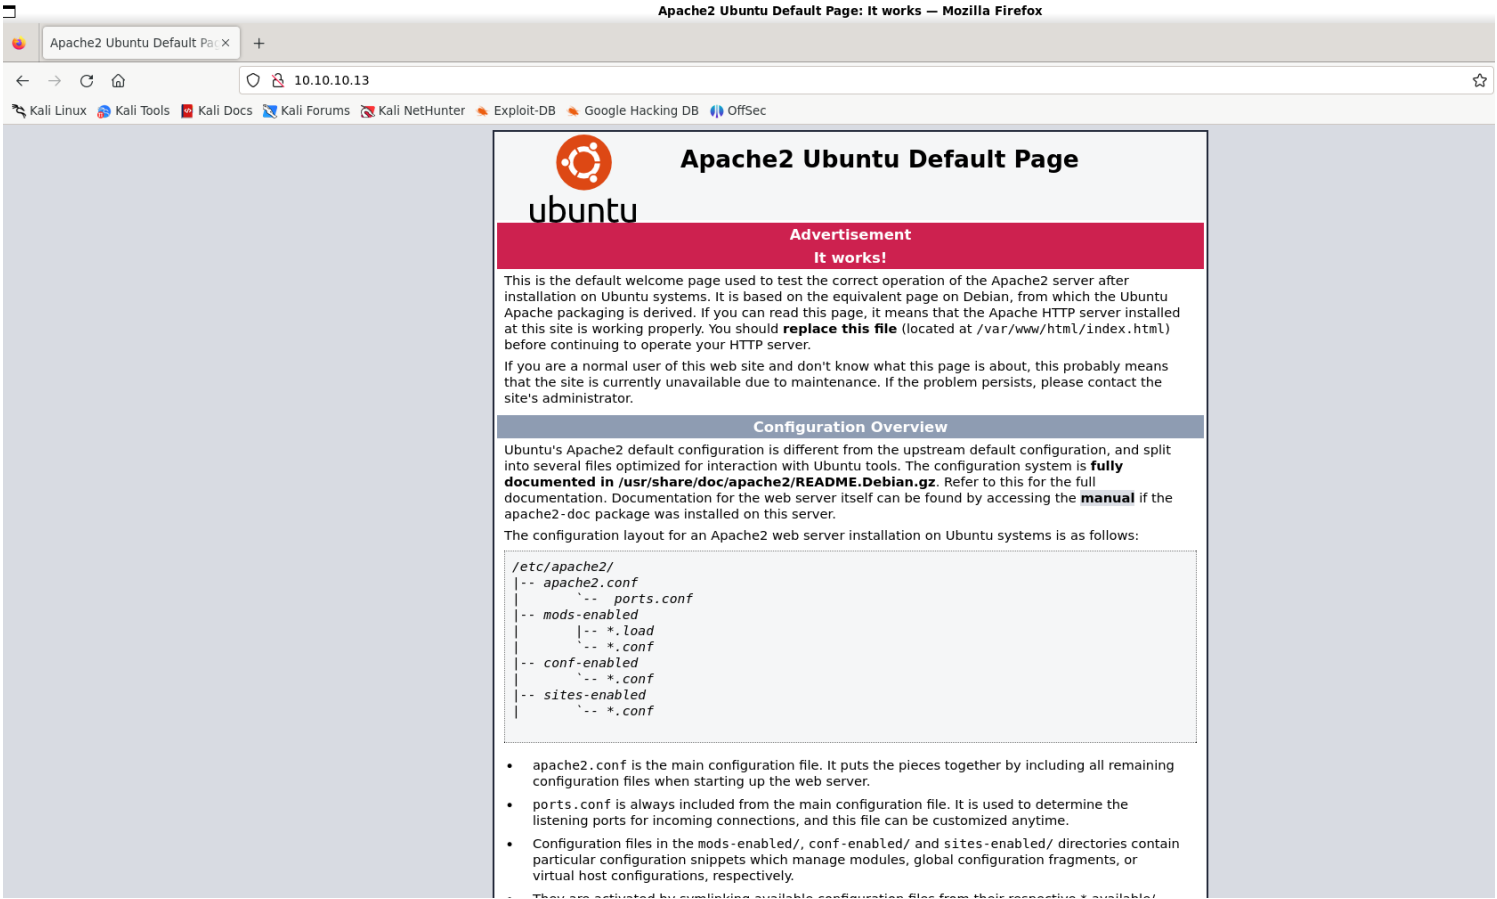 Apache2 Ubuntu Default Page: It works — Mozilla Firefox
Apache2 Ubuntu Default Pag
10.10.10.13
Kali Linux Kali Tools Kali Docs Kali Forums Kali NetHunter Exploit-DB Google Hacking DB OffSec
ubuntu
Apache2 Ubuntu Default Page
Advertisement
It works!
This is the default welcome page used to test the correct operation of the Apache2 server after
installation on Ubuntu systems. It is based on the equivalent page on Debian, from which the Ubuntu
Apache packaging is derived. If you can read this page, it means that the Apache HTTP server installed
at this site is working properly. You should replace this file (located at /var/www/html/index.html)
before continuing to operate your HTTP server.
If you are a normal user of this web site and don't know what this page is about, this probably means
that the site is currently unavailable due to maintenance. If the problem persists, please contact the
site's administrator.
Configuration Overview
Ubuntu's Apache2 default configuration is different from the upstream default configuration, and split
into several files optimized for interaction with Ubuntu tools. The configuration system is fully
documented in /usr/share/doc/apache2/README.Debian.gz. Refer to this for the full
documentation. Documentation for the web server itself can be found by accessing the manual if the
apache2-doc package was installed on this server.
The configuration layout for an Apache2 web server installation on Ubuntu systems is as follows:
/etc/apache2/
|-- apache2.conf
|       `--  ports.conf
|-- mods-enabled
|       |-- *.load
|       `-- *.conf
|-- conf-enabled
|       `-- *.conf
|-- sites-enabled
|       `-- *.conf
• apache2.conf is the main configuration file. It puts the pieces together by including all remaining
configuration files when starting up the web server.
• ports.conf is always included from the main configuration file. It is used to determine the
listening ports for incoming connections, and this file can be customized anytime.
• Configuration files in the mods-enabled/, conf-enabled/ and sites-enabled/ directories contain
particular configuration snippets which manage modules, global configuration fragments, or
virtual host configurations, respectively.
• They are activated by symlinking available configuration files from their respective *-available/